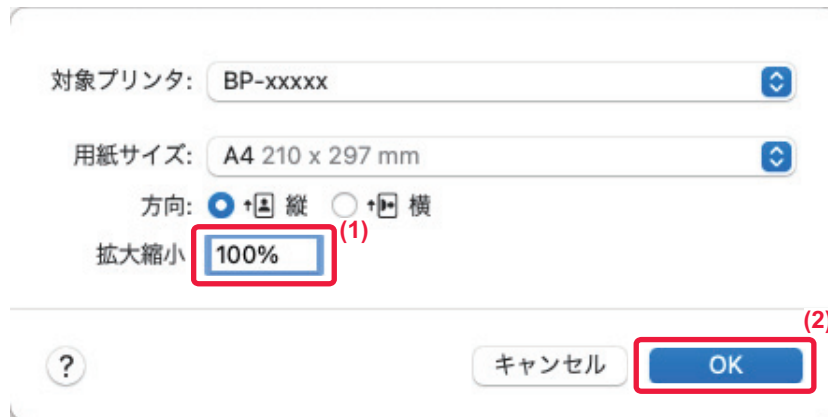 対象プリンタ: BP-xxxxx
用紙サイズ: A4 210 x 297 mm
方向: 縦 横
(1)
拡大縮小 100%
(2)
? キャンセル OK